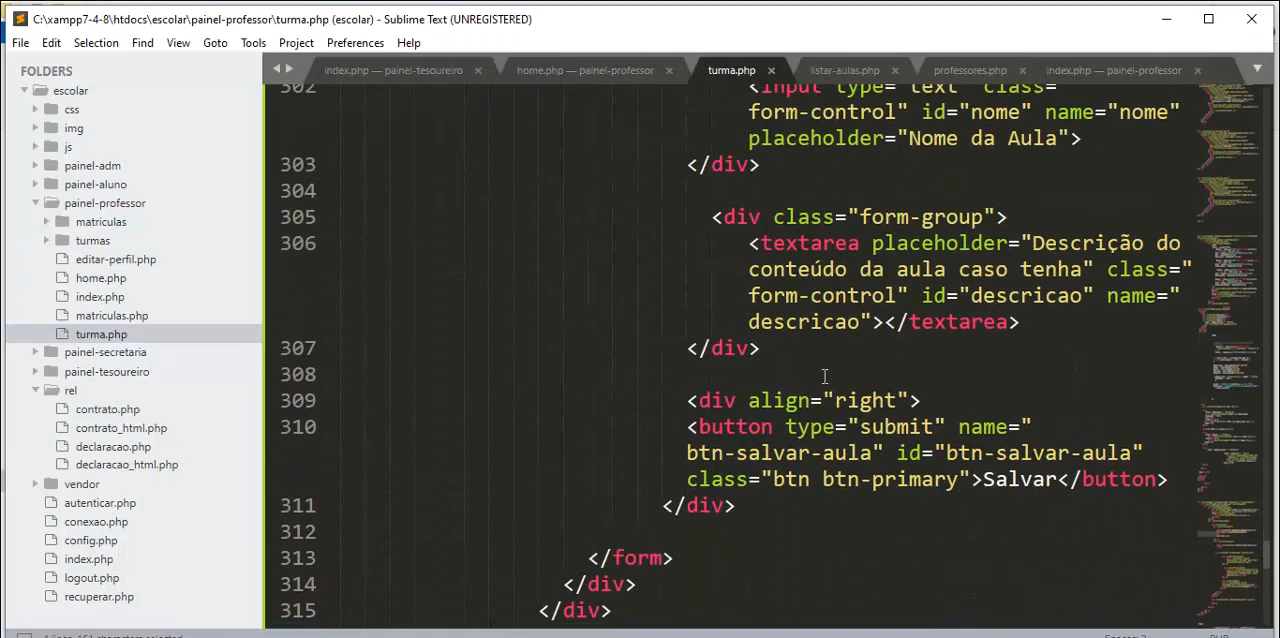 C:\xampp7-4-8\htdocs\escolar\painel-professor\turma.php (escolar) - Sublime Text (UNREGISTERED)
File Edit Selection Find View Goto Tools Project Preferences Help
FOLDERS
escolar
css
img
js
painel-adm
painel-aluno
painel-professor
matriculas
turmas
editar-perfil.php
home.php
index.php
matriculas.php
turma.php
painel-secretaria
painel-tesoureiro
rel
contrato.php
contrato_html.php
declaracao.php
declaracao_html.php
vendor
autenticar.php
conexao.php
config.php
index.php
logout.php
recuperar.php
index.php — painel-tesoureiro
home.php — painel-professor
turma.php
listar-aulas.php
professores.php
index.php — painel-professor
302 <input type="text" class="
form-control" id="nome" name="nome"
placeholder="Nome da Aula">
303 </div>
304
305 <div class="form-group">
306 <textarea placeholder="Descrição do
conteúdo da aula caso tenha" class="
form-control" id="descricao" name="
descricao"></textarea>
307 </div>
308
309 <div align="right">
310 <button type="submit" name="
btn-salvar-aula" id="btn-salvar-aula"
class="btn btn-primary">Salvar</button>
311 </div>
312
313 </form>
314 </div>
315 </div>